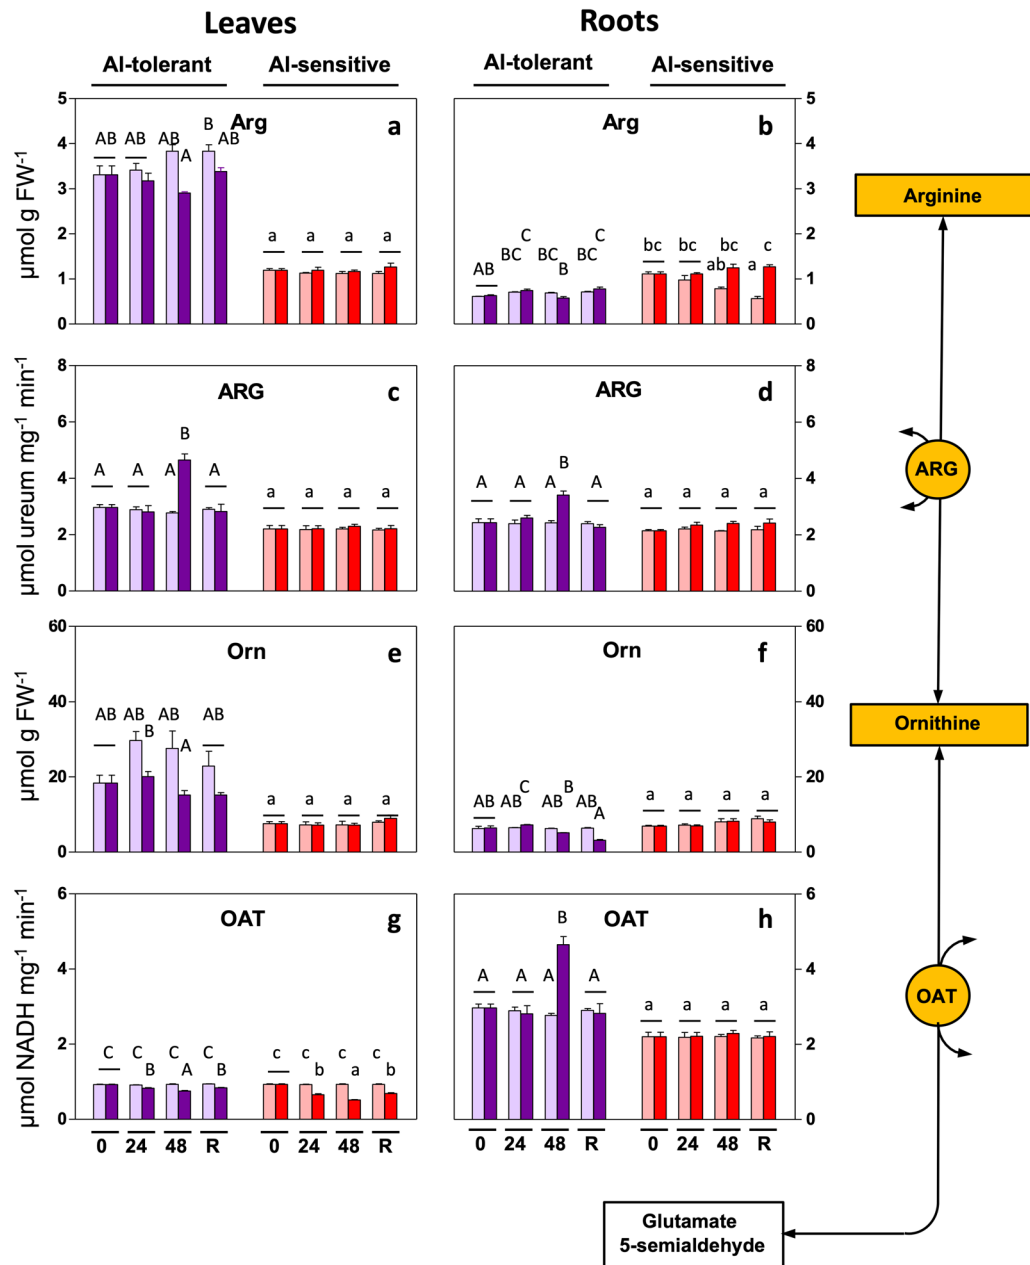 Leaves Roots
Al-tolerant Al-sensitive Al-tolerant Al-sensitive
5 Arg a Arg b 5
AB AB AB A B AB
a a a a
AB BC C BC B BC C
bc bc ab bc a c
4 4
3 3
2 2
1 1
0 0
µmol g FW⁻¹
Arginine
8 ARG c ARG d 8
A A A B A
a a a a
A A A B A
a a a a
6 6
4 4
2 2
0 0
µmol ureum mg⁻¹ min⁻¹
ARG
60 Orn e Orn f 60
AB AB B AB A AB
a a a a
AB AB C AB B AB A
a a a a
40 40
20 20
0 0
µmol g FW⁻¹
Ornithine
6 OAT g OAT h 6
C C B C A C B
c c b c a c b
A A A B A
a a a a
4 4
2 2
0 0
µmol NADH mg⁻¹ min⁻¹
OAT
0 24 48 R 0 24 48 R 0 24 48 R 0 24 48 R
Glutamate
5-semialdehyde